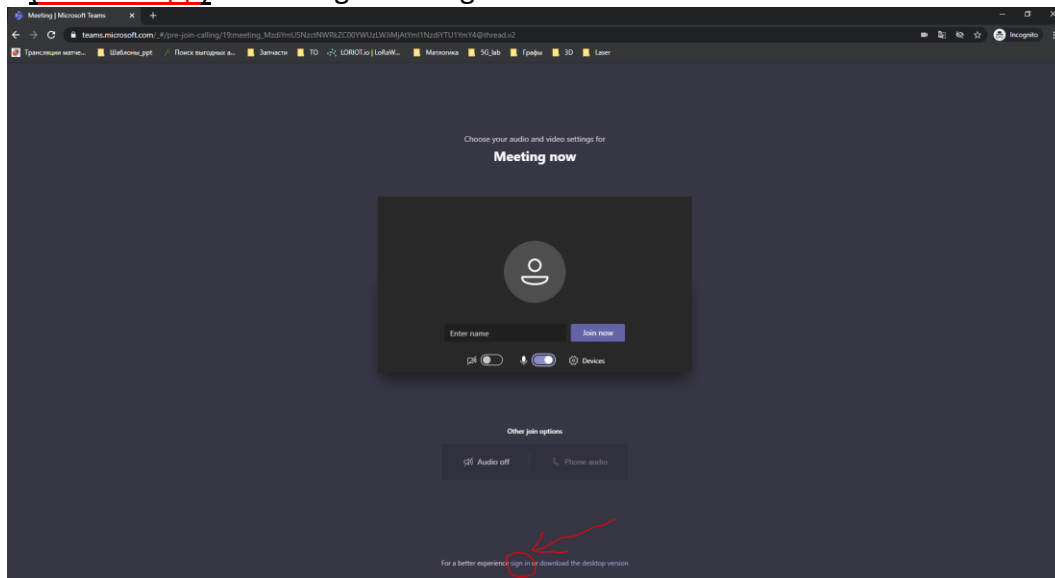 Meeting | Microsoft Teams
teams.microsoft.com/_#/pre-join-calling/19:meeting_MzdiYmU5NzctNWRkZC00YWUzLWJiMjAtYmI1NzdiYTU1YmY4@thread.v2 Incognito
Трансляции матче... Шаблоны_ppt Поиск выгодных а... Запчасти TO LORIOT.io | LoRaW... Матлогика 5G_lab Графы 3D Laser
Choose your audio and video settings for
Meeting now
Enter name Join now
Devices
Other join options
Audio off Phone audio
For a better experience sign in or download the desktop version